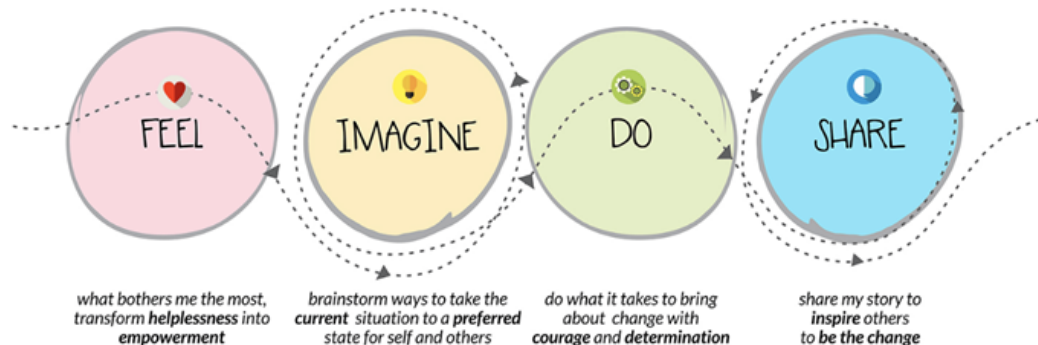 FEEL
IMAGINE
DO
SHARE
what bothers me the most,
transform helplessness into
empowerment
brainstorm ways to take the
current situation to a preferred
state for self and others
do what it takes to bring
about change with
courage and determination
share my story to
inspire others
to be the change